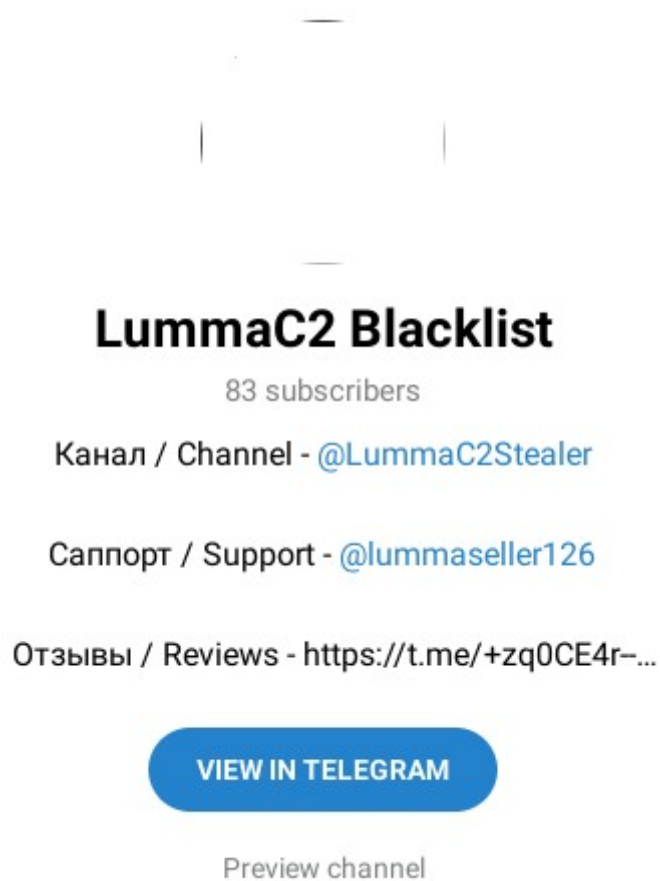 LummaC2 Blacklist
83 subscribers
Канал / Channel - @LummaC2Stealer
Саппорт / Support - @lummaseller126
Отзывы / Reviews - https://t.me/+zq0CE4r–...
VIEW IN TELEGRAM
Preview channel